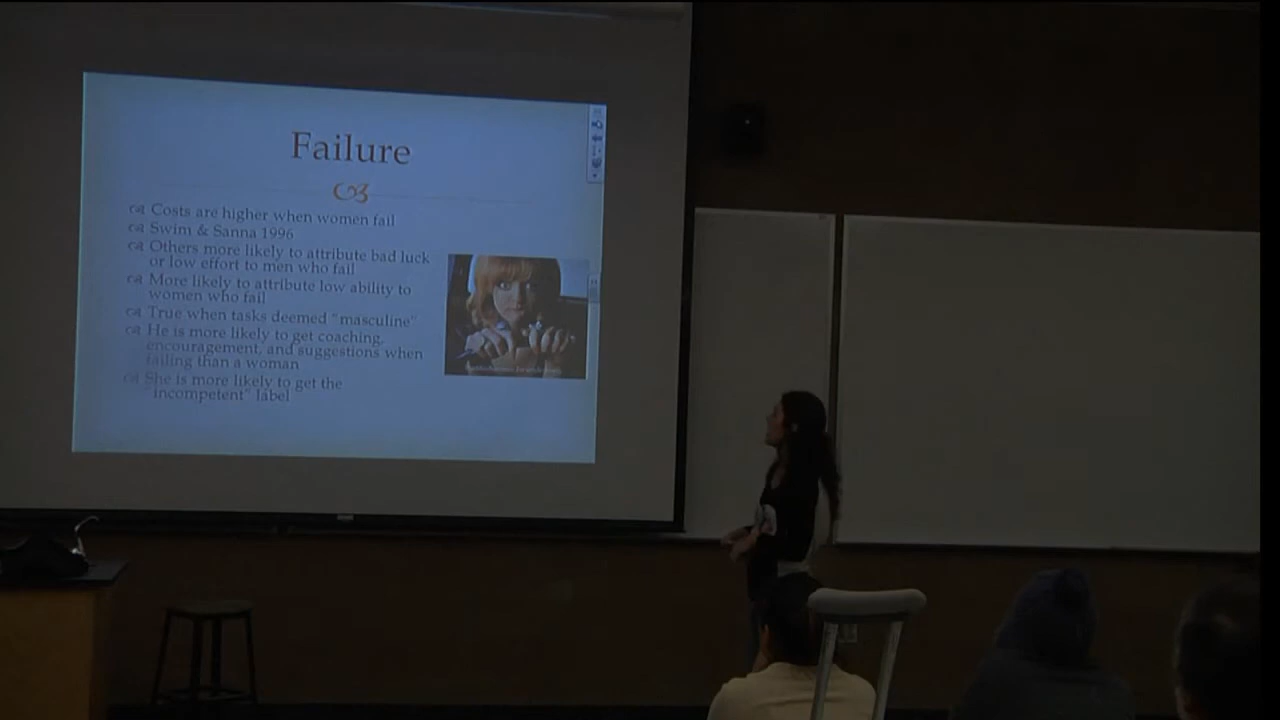 Failure
Costs are higher when women fail
Swim & Sanna 1996
Others more likely to attribute bad luck
or low effort to men who fail
More likely to attribute low ability to
women who fail
True when tasks deemed "masculine"
He is more likely to get coaching,
encouragement, and suggestions when
failing than a woman
She is more likely to get the
"incompetent" label